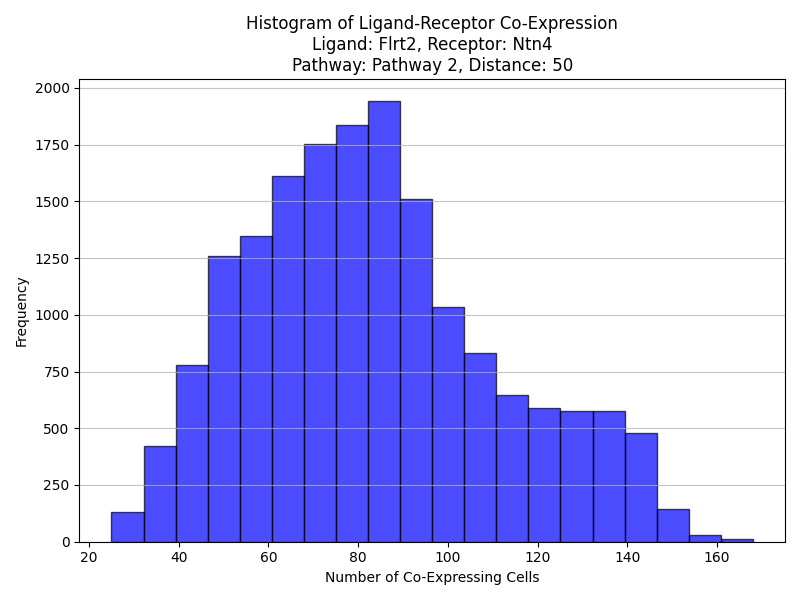 Histogram of Ligand-Receptor Co-Expression
Ligand: Flrt2, Receptor: Ntn4
Pathway: Pathway 2, Distance: 50
2000
1750
1500
1250
1000
750
500
250
0
Frequency
20 40 60 80 100 120 140 160
Number of Co-Expressing Cells